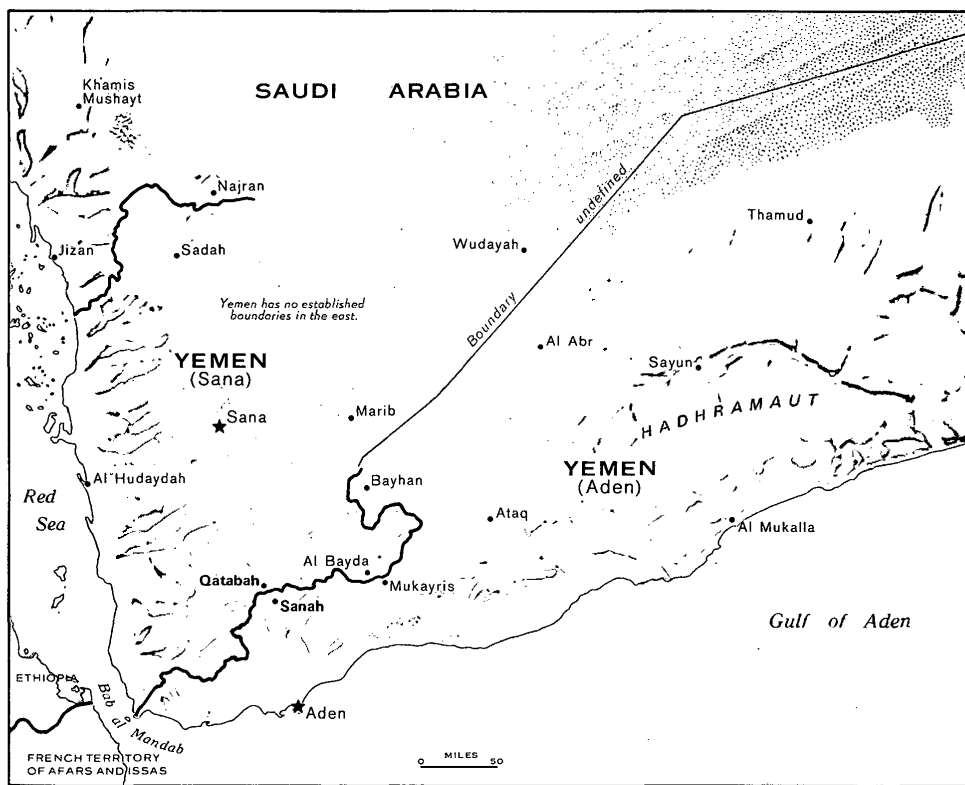 Khamis
Mushayt
SAUDI ARABIA
Najran
undefined
Thamud
Jizan
Sadah
Wudayah
Yemen has no established
boundaries in the east.
Boundary
Al Abr
YEMEN
(Sana)
Sayun
Sana
Marib
HADHRAMAUT
Al Hudaydah
Bayhan
YEMEN
(Aden)
Red
Sea
Ataq
Al Mukalla
Al Bayda
Qatabah
Mukayris
Sanah
Gulf of Aden
ETHIOPIA
Bab al Mandab
Aden
MILES
0 50
FRENCH TERRITORY
OF AFARS AND ISSAS